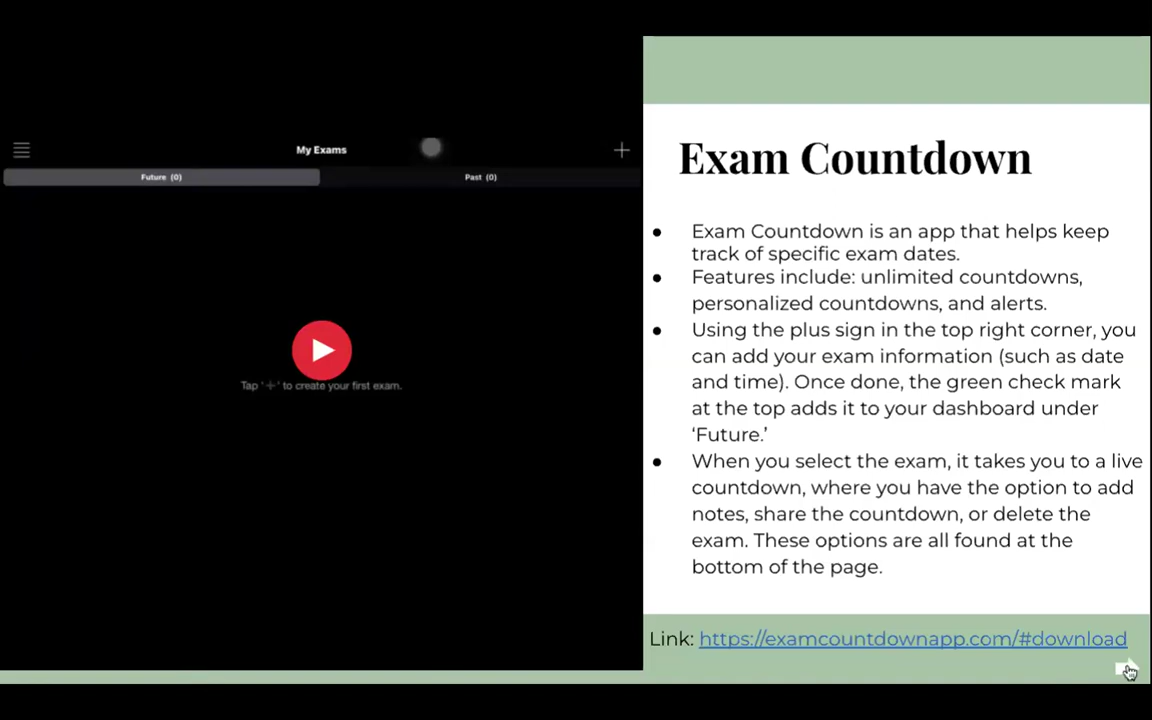 My Exams
Future (0)
Past (0)
Tap '+' to create your first exam.
Exam Countdown
● Exam Countdown is an app that helps keep
track of specific exam dates.
● Features include: unlimited countdowns,
personalized countdowns, and alerts.
● Using the plus sign in the top right corner, you
can add your exam information (such as date
and time). Once done, the green check mark
at the top adds it to your dashboard under
‘Future.’
● When you select the exam, it takes you to a live
countdown, where you have the option to add
notes, share the countdown, or delete the
exam. These options are all found at the
bottom of the page.
Link: https://examcountdownapp.com/#download